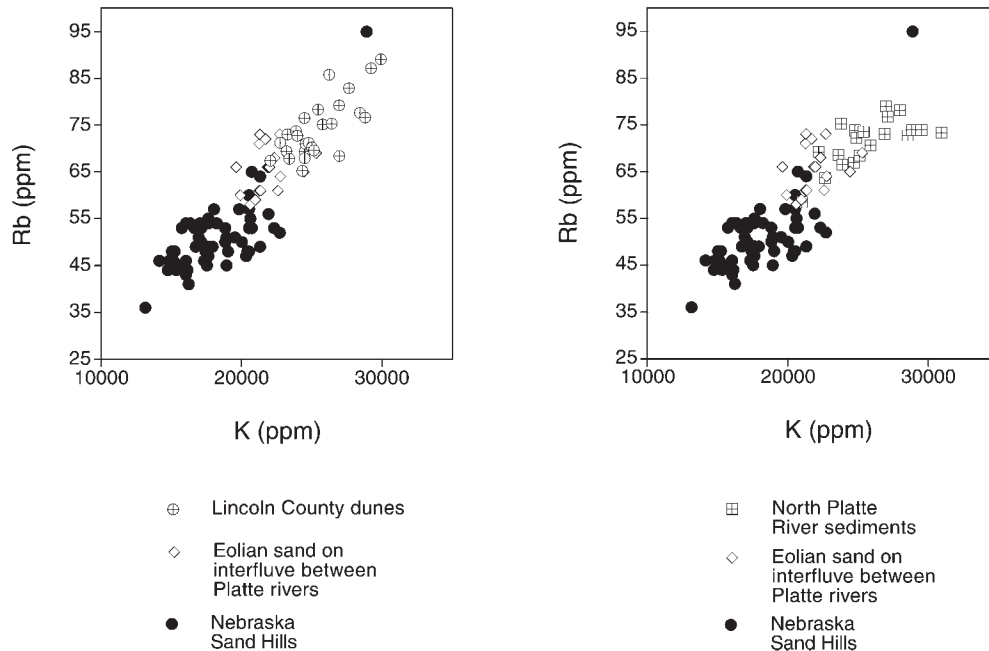 95
85
75
65
55
45
35
25
Rb (ppm)
10000 20000 30000
K (ppm)
Lincoln County dunes
Eolian sand on
interfluve between
Platte rivers
Nebraska
Sand Hills
95
85
75
65
55
45
35
25
Rb (ppm)
10000 20000 30000
K (ppm)
North Platte
River sediments
Eolian sand on
interfluve between
Platte rivers
Nebraska
Sand Hills